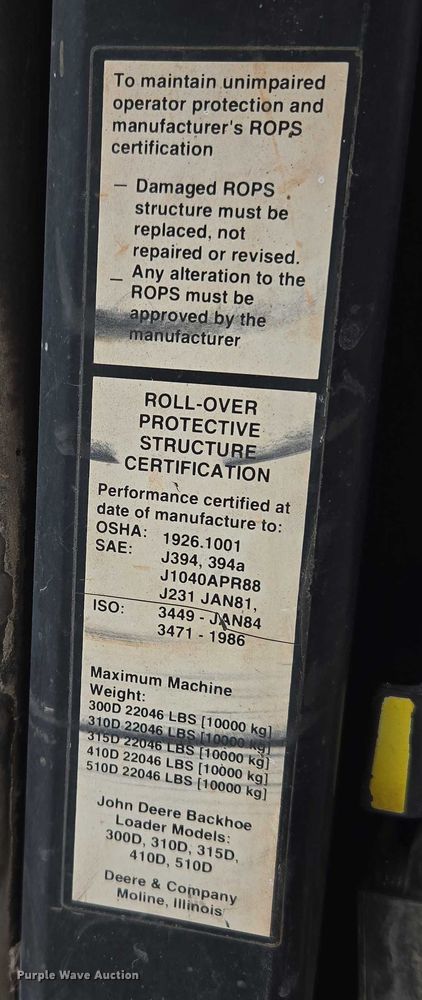 To maintain unimpaired
operator protection and
manufacturer's ROPS
certification
— Damaged ROPS
structure must be
replaced, not
repaired or revised.
— Any alteration to the
ROPS must be
approved by the
manufacturer
ROLL-OVER
PROTECTIVE
STRUCTURE
CERTIFICATION
Performance certified at
date of manufacture to:
OSHA: 1926.1001
SAE: J394, 394a
J1040APR88
J231 JAN81,
ISO: 3449 - JAN84
3471 - 1986
Maximum Machine
Weight:
300D 22046 LBS [10000 kg]
310D 22046 LBS [10000 kg]
315D 22046 LBS [10000 kg]
410D 22046 LBS [10000 kg]
510D 22046 LBS [10000 kg]
John Deere Backhoe
Loader Models:
300D, 310D, 315D,
410D, 510D
Deere & Company
Moline, Illinois
Purple Wave Auction